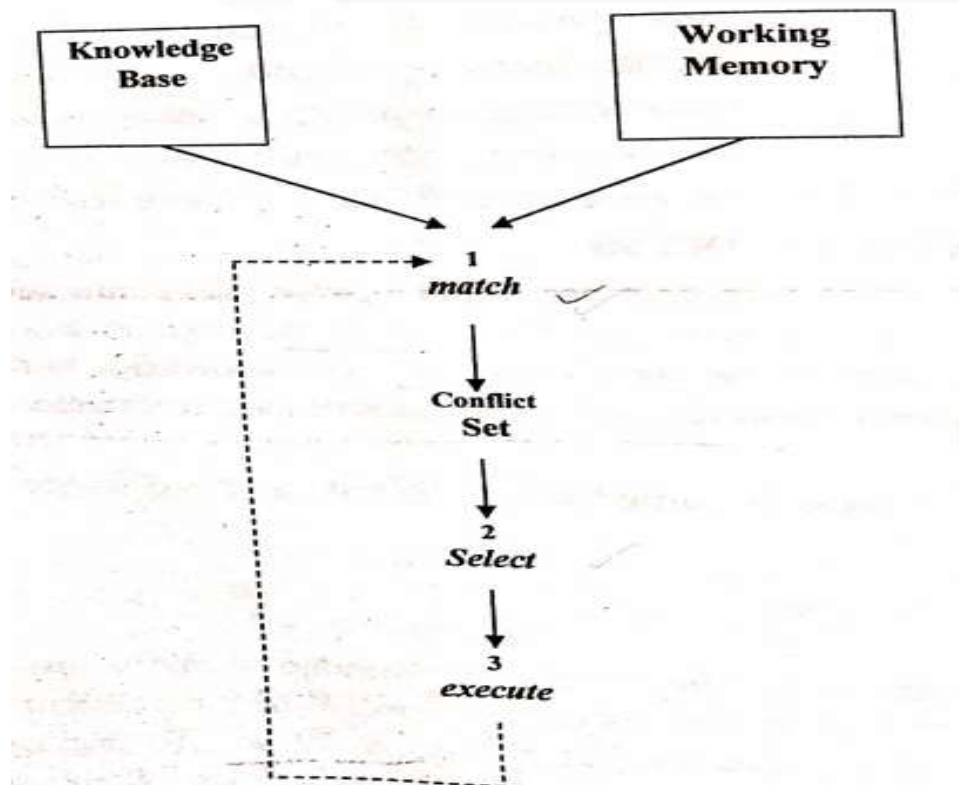 Knowledge
Base
Working
Memory
1
match
Conflict
Set
2
Select
3
execute